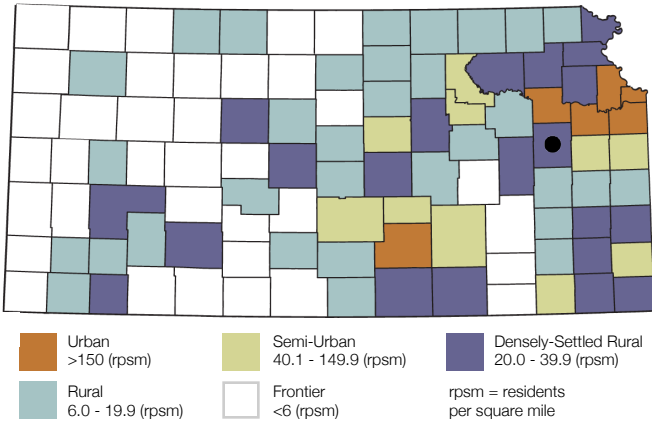 Urban
>150 (rpsm)
Semi-Urban
40.1 - 149.9 (rpsm)
Densely-Settled Rural
20.0 - 39.9 (rpsm)
Rural
6.0 - 19.9 (rpsm)
Frontier
<6 (rpsm)
rpsm = residents
per square mile